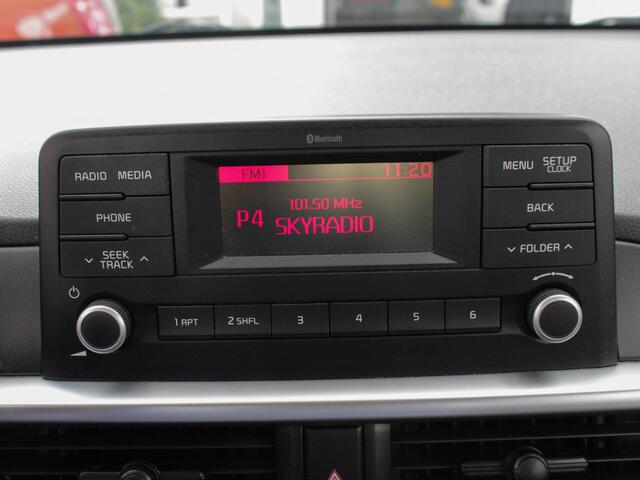 Bluetooth
RADIO MEDIA
PHONE
SEEK
TRACK
FM1 11:20
101.50 MHz
P4 SKYRADIO
MENU SETUP
CLOCK
BACK
FOLDER
1 RPT 2 SHFL 3 4 5 6